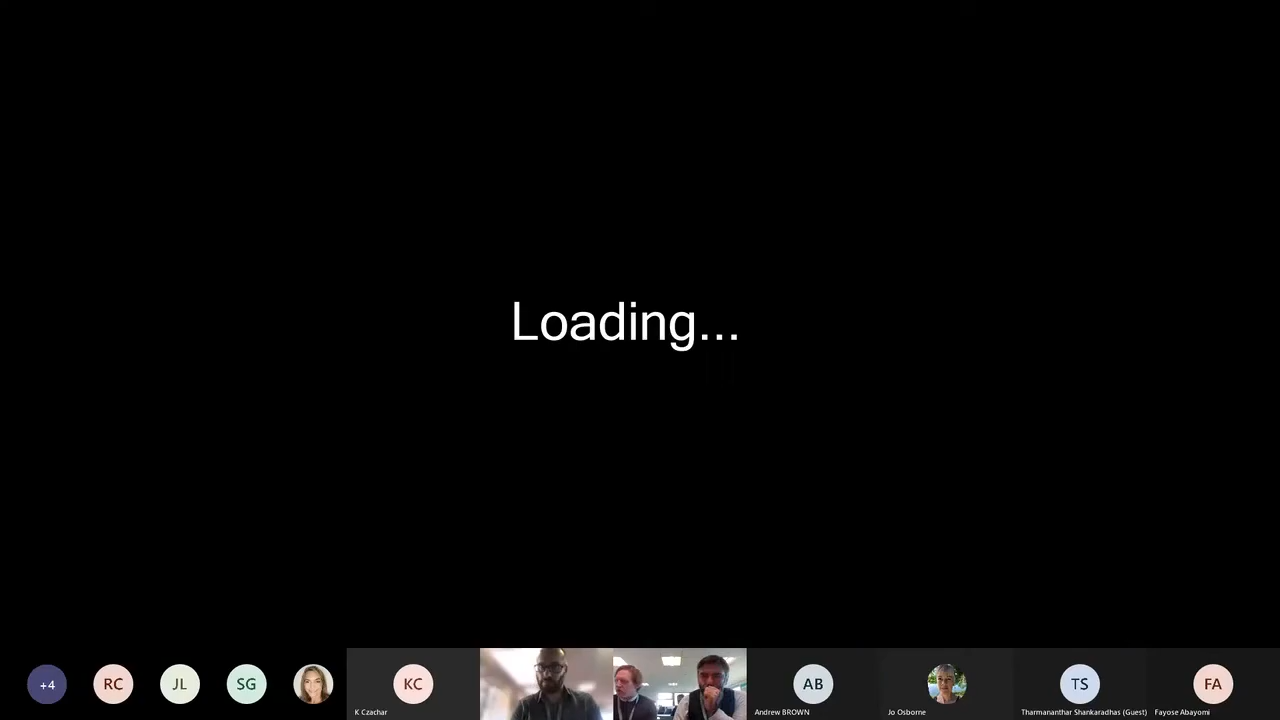 Loading...
+4
RC
JL
SG
KC
AB
TS
FA
K Czachar
Andrew BROWN
Jo Osborne
Tharmananthar Shankaradhas (Guest)
Fayose Abayomi